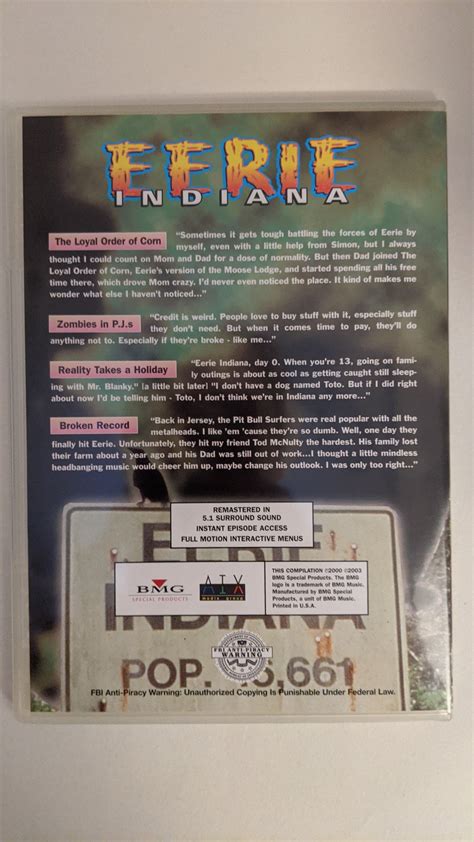 EERIE
INDIANA
The Loyal Order of Corn "Sometimes it gets tough battling the forces of Eerie by
myself, even with a little help from Simon, but I always
thought I could count on Mom and Dad for a dose of normality. But then Dad joined The
Loyal Order of Corn, Eerie's version of the Moose Lodge, and started spending all his free
time there, which drove Mom crazy. I'd never even noticed the place. It kind of makes me
wonder what else I haven't noticed..."
Zombies in P.J.s "Credit is weird. People love to buy stuff with it, especially stuff
they don't need. But when it comes time to pay, they'll do
anything not to. Especially if they're broke - like me..."
Reality Takes a Holiday "Eerie Indiana, day 0. When you're 13, going on fami-
ly outings is about as cool as getting caught still sleep-
ing with Mr. Blanky." [a little bit later] "I don't have a dog named Toto. But if I did right
about now I'd be telling him - Toto, I don't think we're in Indiana any more..."
Broken Record "Back in Jersey, the Pit Bull Surfers were real popular with all the
metalheads. I like 'em 'cause they're so dumb. Well, one day they
finally hit Eerie. Unfortunately, they hit my friend Tod McNulty the hardest. His family lost
their farm about a year ago and his Dad was still out of work...I thought a little mindless
headbanging music would cheer him up, maybe change his outlook. I was only too right..."
REMASTERED IN
5.1 SURROUND SOUND
INSTANT EPISODE ACCESS
FULL MOTION INTERACTIVE MENUS
BMG
SPECIAL PRODUCTS
media group
THIS COMPILATION ©2000 ©2003
BMG Special Products. The BMG
logo is a trademark of BMG Music.
Manufactured by BMG Special
Products, a unit of BMG Music.
Printed in U.S.A.
INDIANA
FBI ANTI-PIRACY
WARNING
POP. 16,661
FBI Anti-Piracy Warning: Unauthorized Copying Is Punishable Under Federal Law.